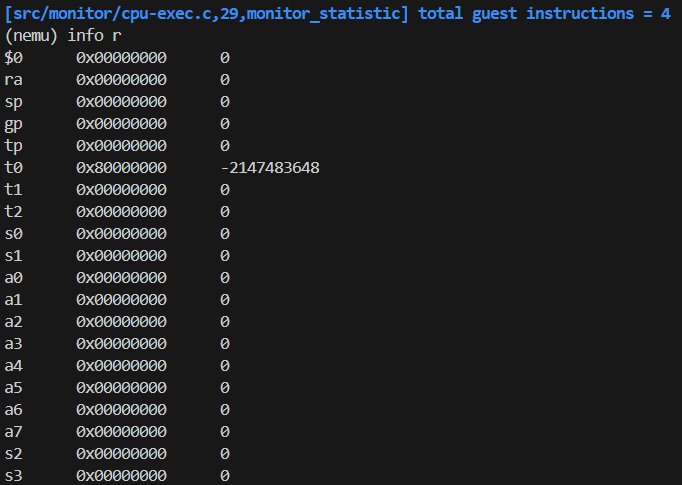 [src/monitor/cpu-exec.c,29,monitor_statistic] total guest instructions = 4
(nemu) info r
$0 0x00000000 0
ra 0x00000000 0
sp 0x00000000 0
gp 0x00000000 0
tp 0x00000000 0
t0 0x80000000 -2147483648
t1 0x00000000 0
t2 0x00000000 0
s0 0x00000000 0
s1 0x00000000 0
a0 0x00000000 0
a1 0x00000000 0
a2 0x00000000 0
a3 0x00000000 0
a4 0x00000000 0
a5 0x00000000 0
a6 0x00000000 0
a7 0x00000000 0
s2 0x00000000 0
s3 0x00000000 0